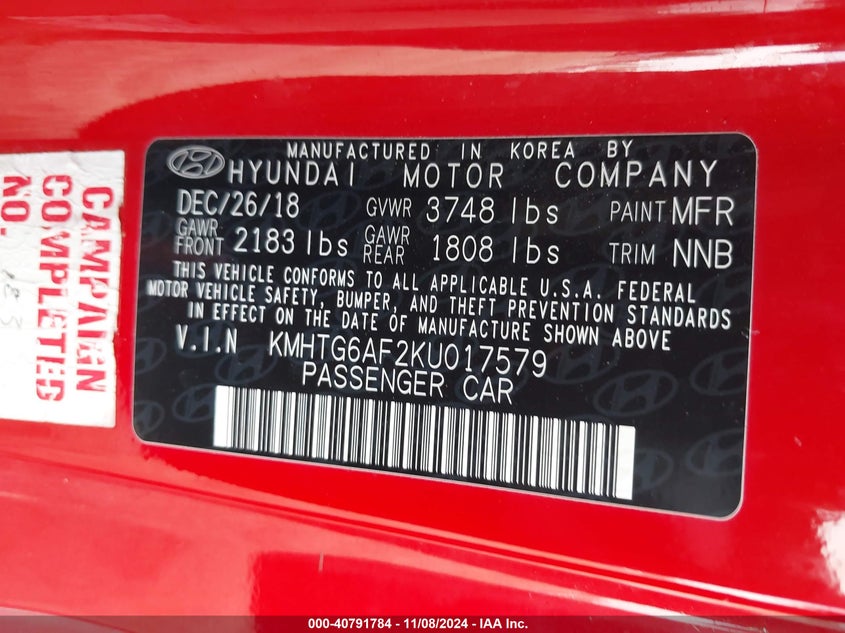 MANUFACTURED IN KOREA BY
HYUNDAI MOTOR COMPANY
DEC/26/18 GVWR 3748 lbs PAINT MFR
GAWR FRONT 2183 lbs GAWR REAR 1808 lbs TRIM NNB
THIS VEHICLE CONFORMS TO ALL APPLICABLE U.S.A. FEDERAL
MOTOR VEHICLE SAFETY, BUMPER, AND THEFT PREVENTION STANDARDS
IN EFFECT ON THE DATE OF MANUFACTURE SHOWN ABOVE
V.I.N KMHTG6AF2KU017579
PASSENGER CAR
CAMPAIGN
COMPLETED
NO.
000-40791784 - 11/08/2024 - IAA Inc.